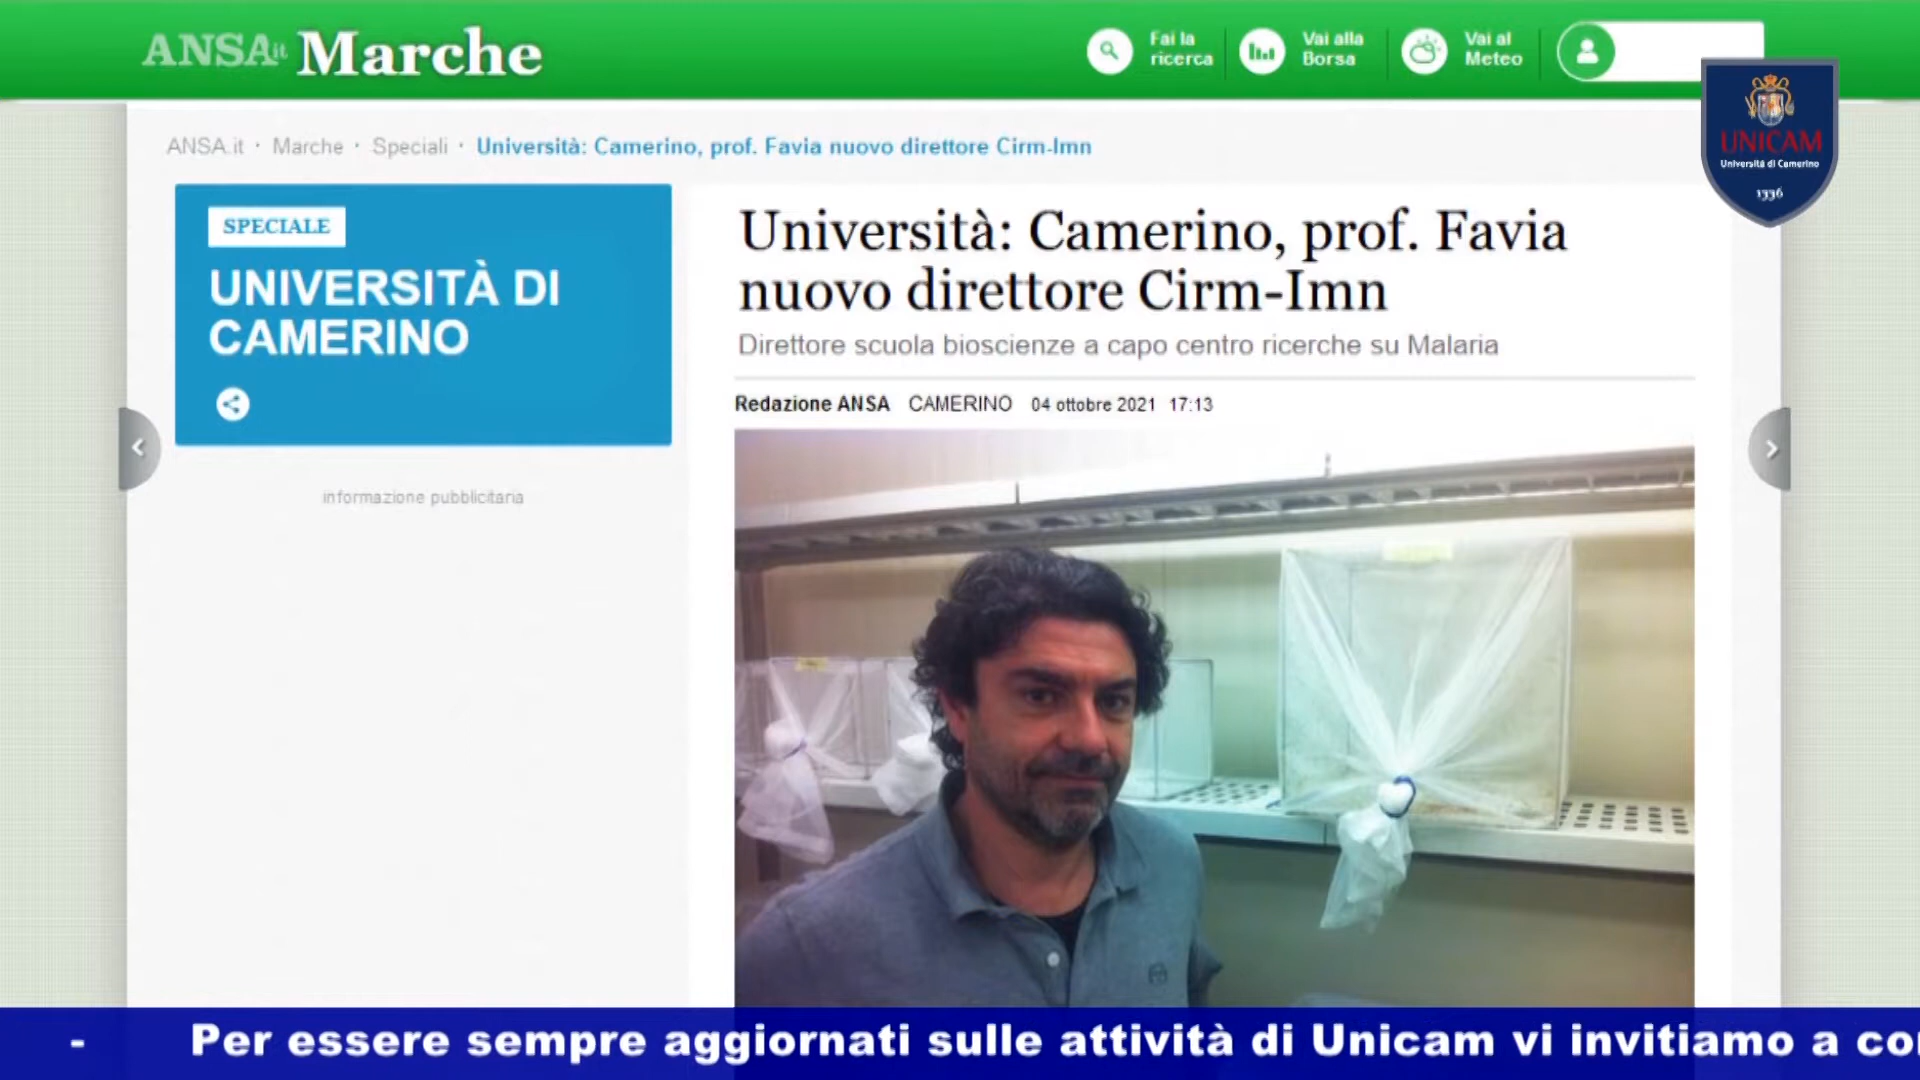 ANSA.it Marche
Fai la
ricerca
Vai alla
Borsa
Vai al
Meteo
UNICAM
Università di Camerino
1336
ANSA.it · Marche · Speciali · Università: Camerino, prof. Favia nuovo direttore Cirm-Imn
SPECIALE
UNIVERSITÀ DI
CAMERINO
informazione pubblicitaria
Università: Camerino, prof. Favia
nuovo direttore Cirm-Imn
Direttore scuola bioscienze a capo centro ricerche su Malaria
Redazione ANSA CAMERINO 04 ottobre 2021 17:13
- Per essere sempre aggiornati sulle attività di Unicam vi invitiamo a